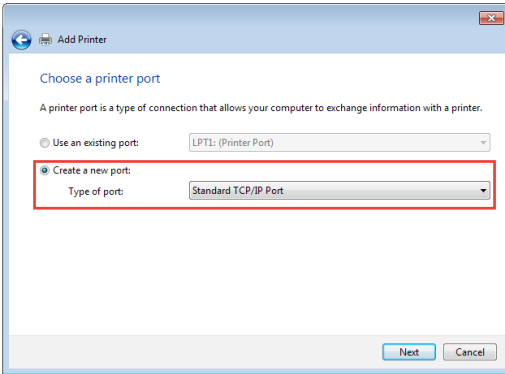 Add Printer
Choose a printer port
A printer port is a type of connection that allows your computer to exchange information with a printer.
Use an existing port: LPT1: (Printer Port)
Create a new port:
Type of port: Standard TCP/IP Port
Next Cancel